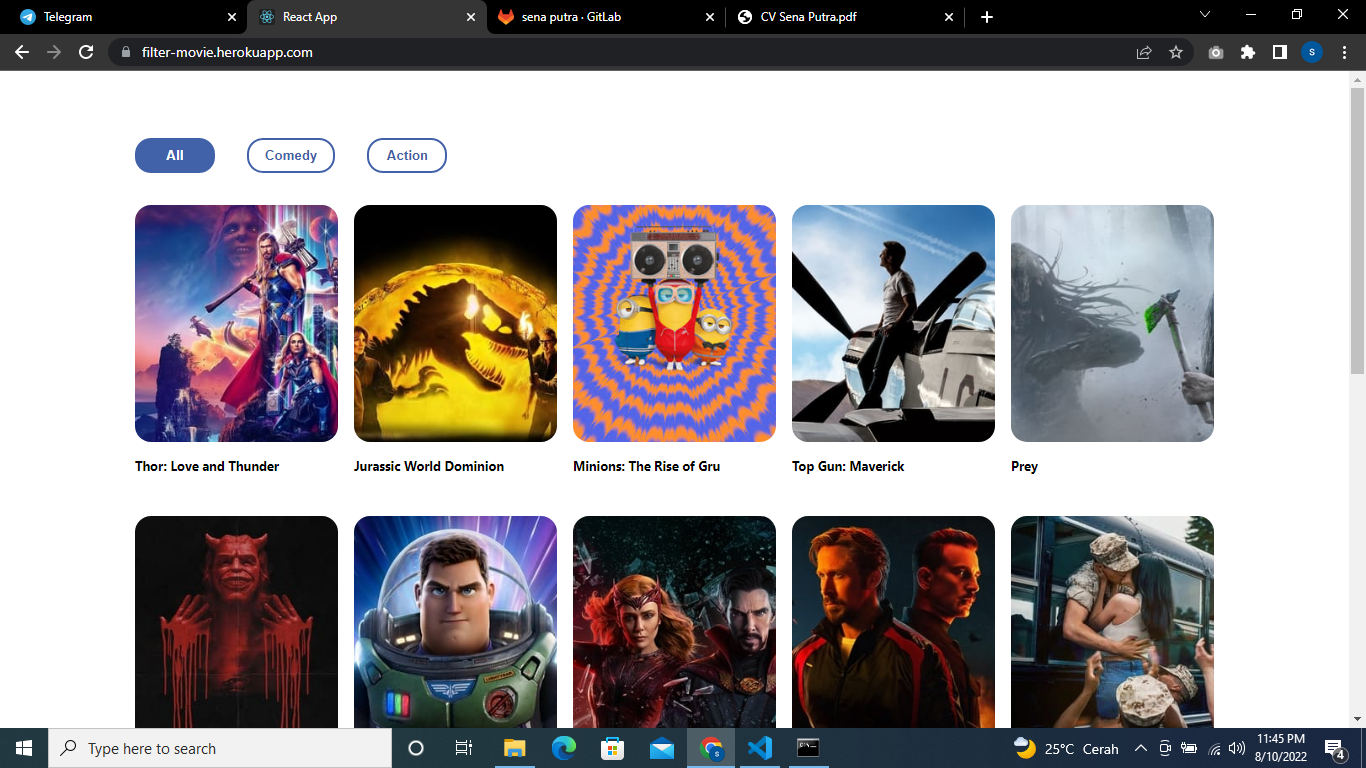 Telegram
React App
sena putra · GitLab
CV Sena Putra.pdf
filter-movie.herokuapp.com
s
All
Comedy
Action
Thor: Love and Thunder
Jurassic World Dominion
Minions: The Rise of Gru
Top Gun: Maverick
Prey
Type here to search
25°C Cerah
11:45 PM
8/10/2022
4